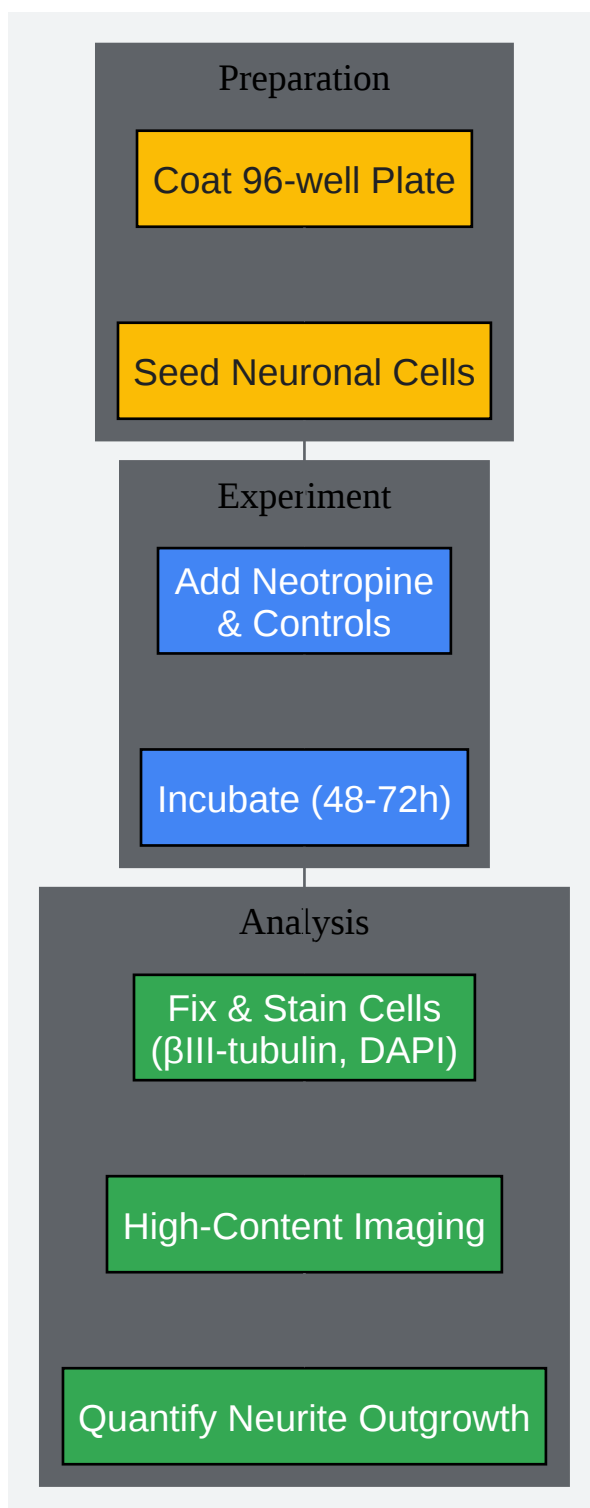 Preparation
Coat 96-well Plate
Seed Neuronal Cells
Experiment
Add Neotropine
& Controls
Incubate (48-72h)
Analysis
Fix & Stain Cells
(βIII-tubulin, DAPI)
High-Content Imaging
Quantify Neurite Outgrowth